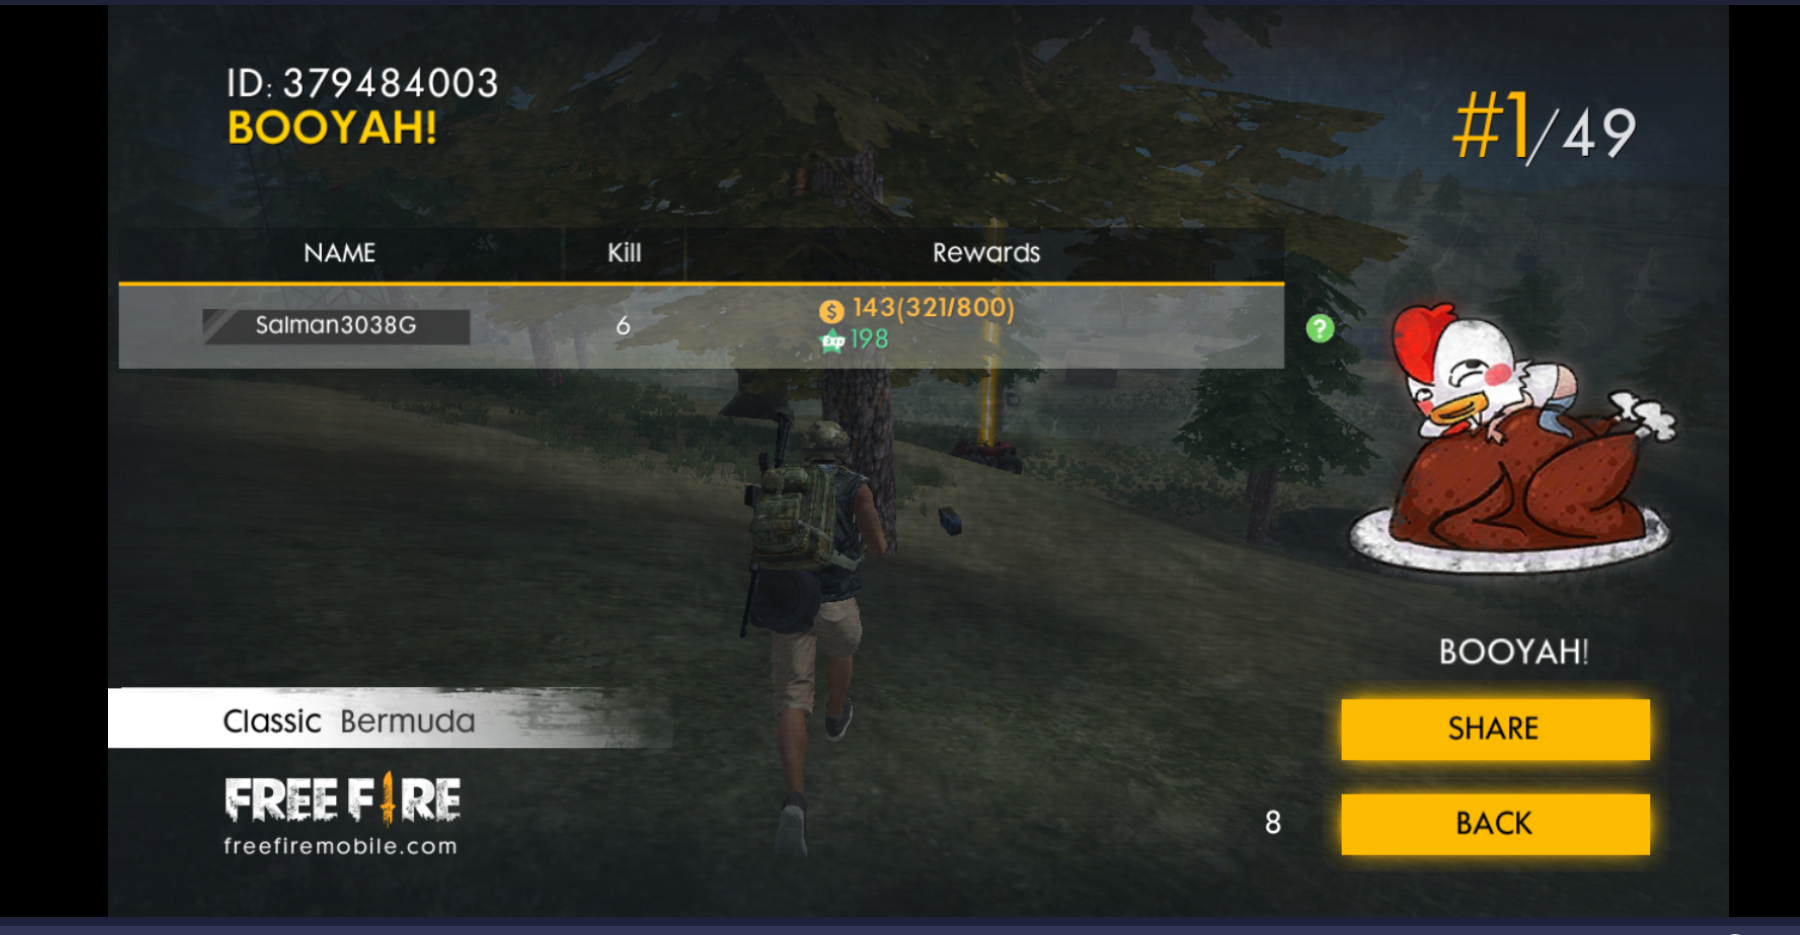 ID: 379484003
BOOYAH!
#1/49
NAME Kill Rewards
Salman3038G 6 $ 143(321/800)
Exp 198
?
BOOYAH!
Classic Bermuda
SHARE
FREE FIRE
freefiremobile.com
8 BACK